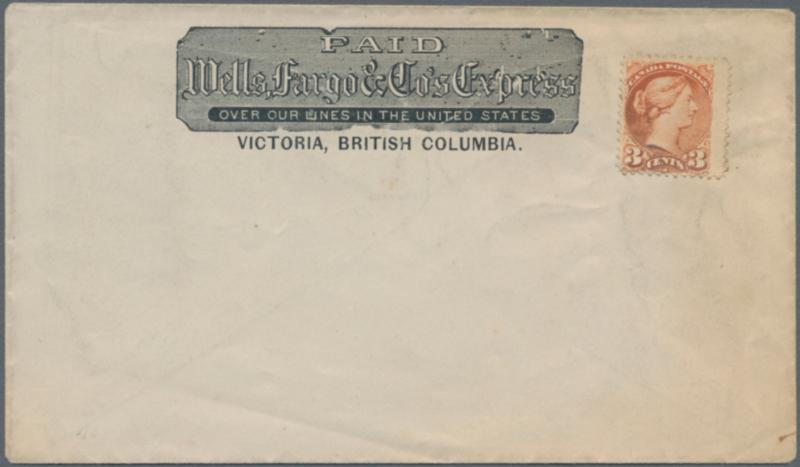 PAID
Wells, Fargo & Co's Express
OVER OUR LINES IN THE UNITED STATES
VICTORIA, BRITISH COLUMBIA.
CANADA POSTAGE
3 CENTS 3